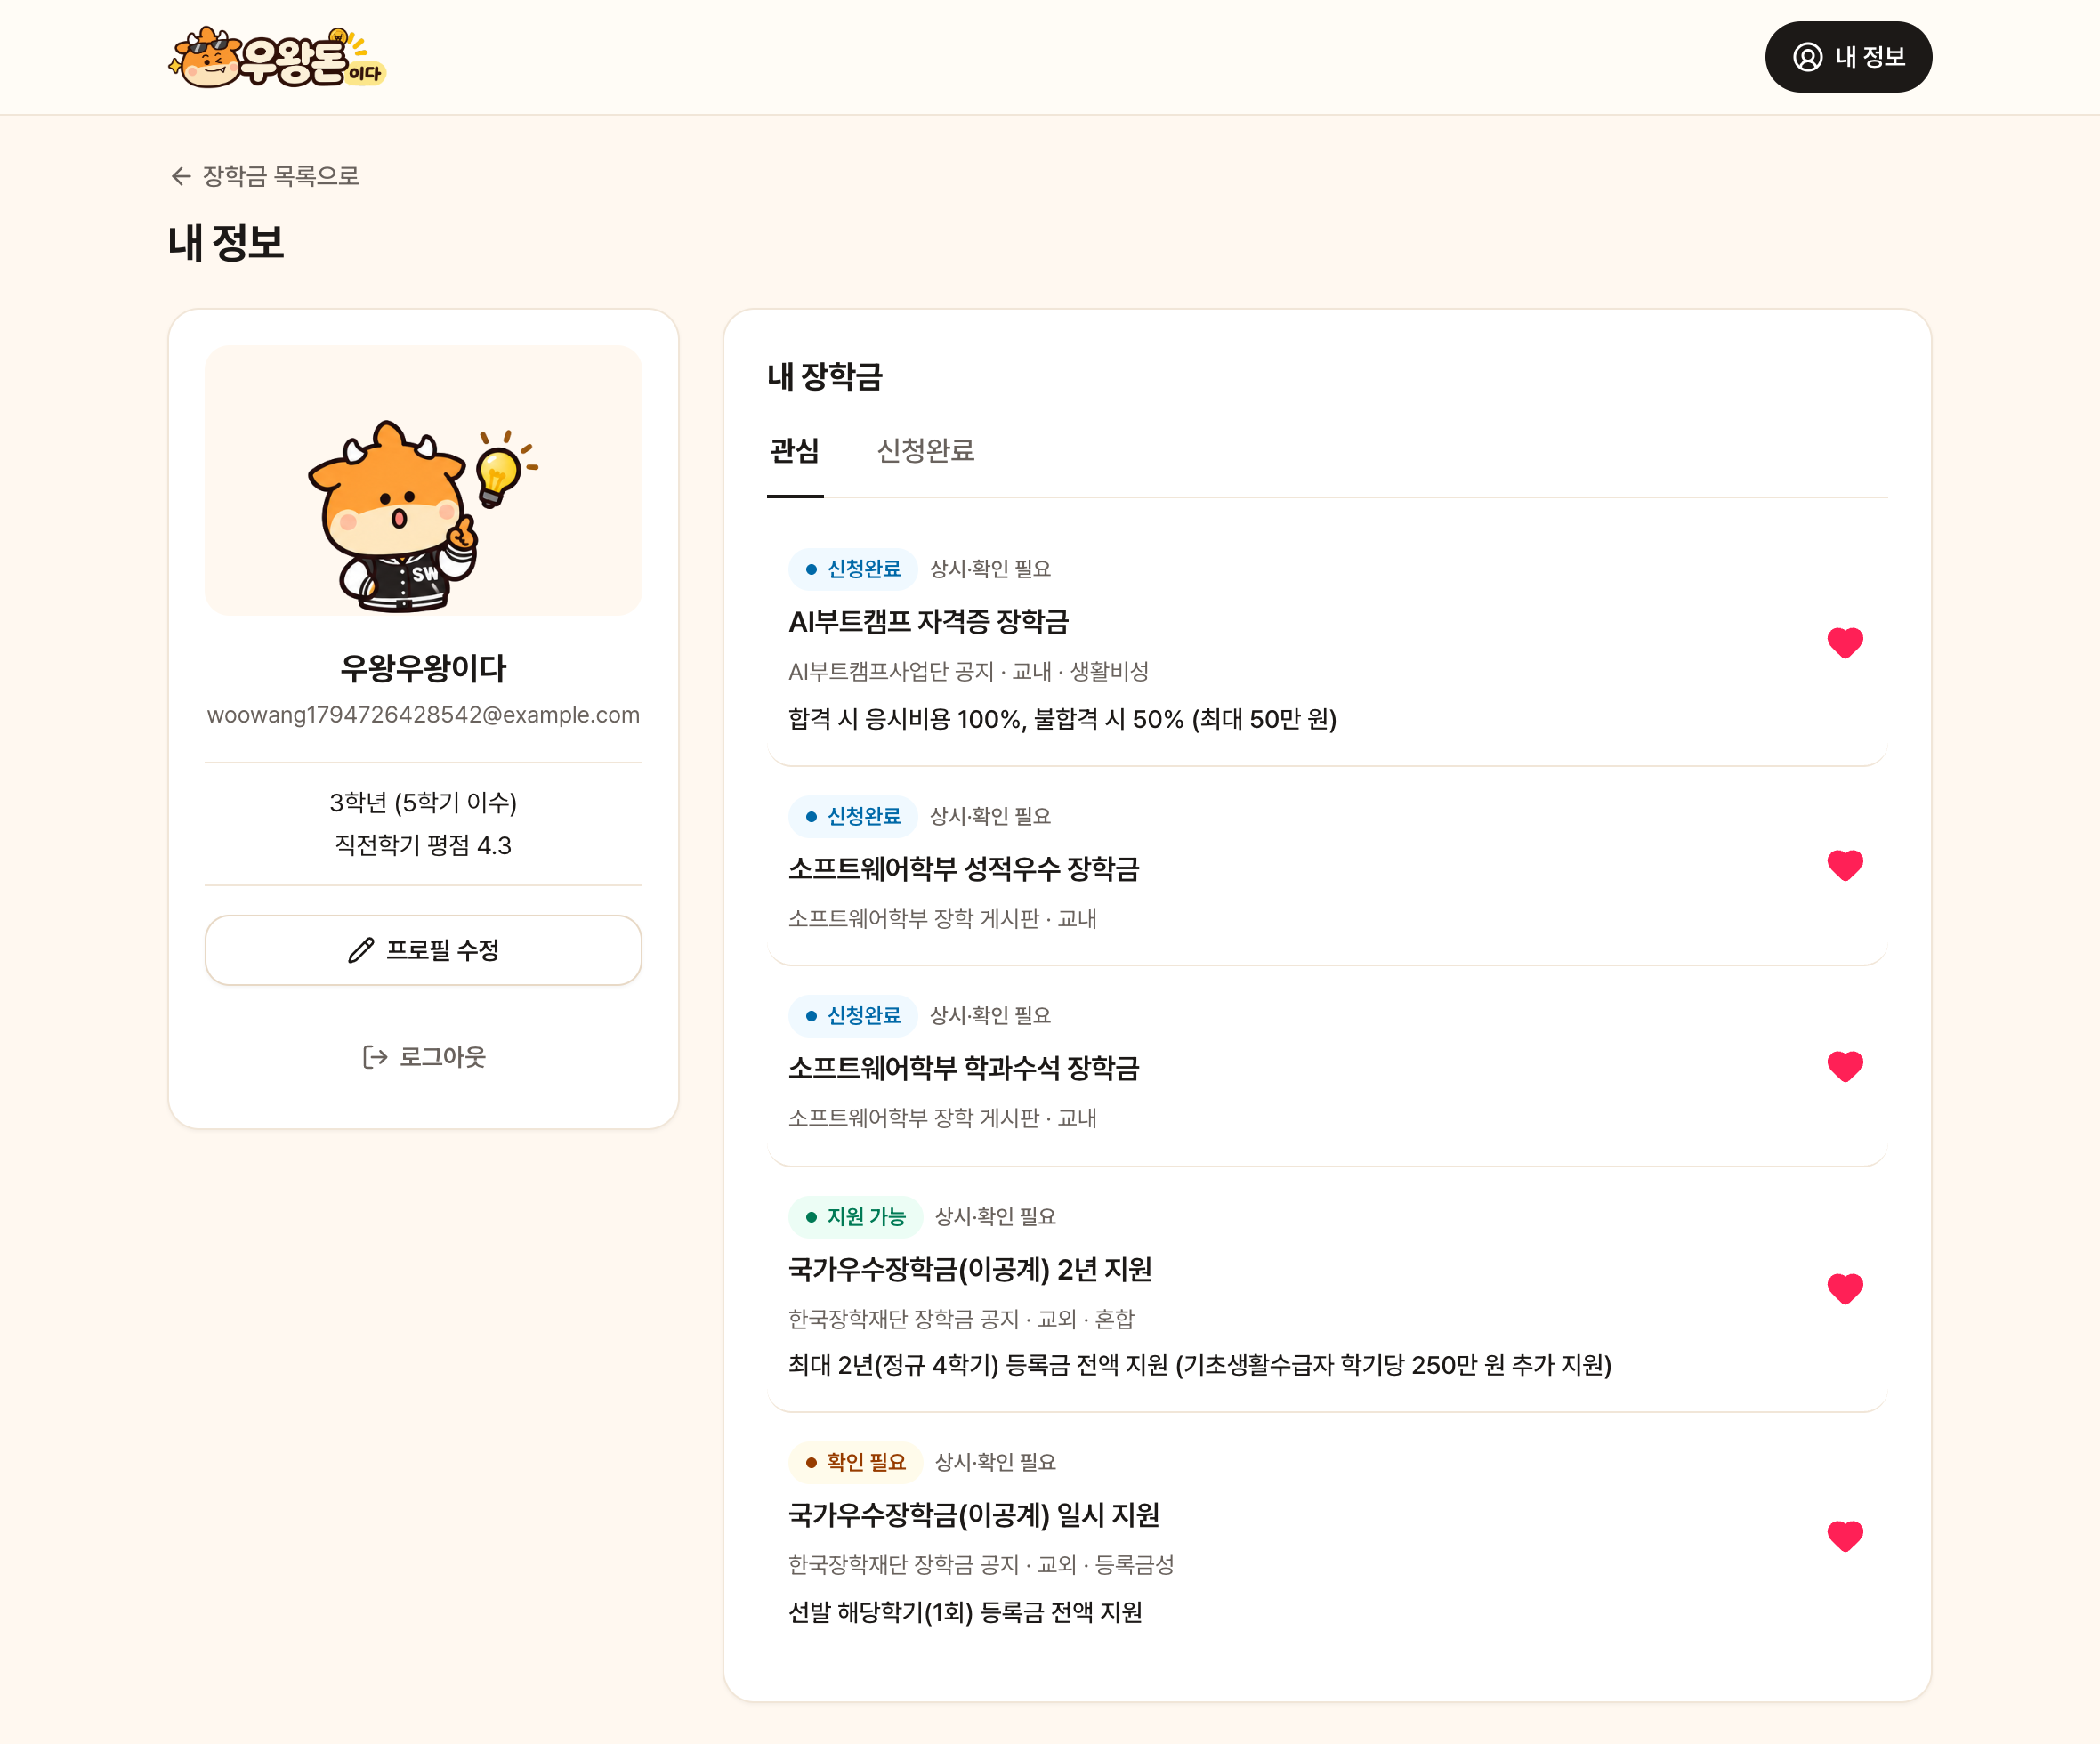 우왕돈이다
내 정보
장학금 목록으로
내 정보
SW
우왕우왕이다
woowang1794726428542@example.com
3학년 (5학기 이수)
직전학기 평점 4.3
프로필 수정
로그아웃
내 장학금
관심 신청완료
신청완료 상시·확인 필요
AI부트캠프 자격증 장학금
AI부트캠프사업단 공지 · 교내 · 생활비성
합격 시 응시비용 100%, 불합격 시 50% (최대 50만 원)
신청완료 상시·확인 필요
소프트웨어학부 성적우수 장학금
소프트웨어학부 장학 게시판 · 교내
신청완료 상시·확인 필요
소프트웨어학부 학과수석 장학금
소프트웨어학부 장학 게시판 · 교내
지원 가능 상시·확인 필요
국가우수장학금(이공계) 2년 지원
한국장학재단 장학금 공지 · 교외 · 혼합
최대 2년(정규 4학기) 등록금 전액 지원 (기초생활수급자 학기당 250만 원 추가 지원)
확인 필요 상시·확인 필요
국가우수장학금(이공계) 일시 지원
한국장학재단 장학금 공지 · 교외 · 등록금성
선발 해당학기(1회) 등록금 전액 지원